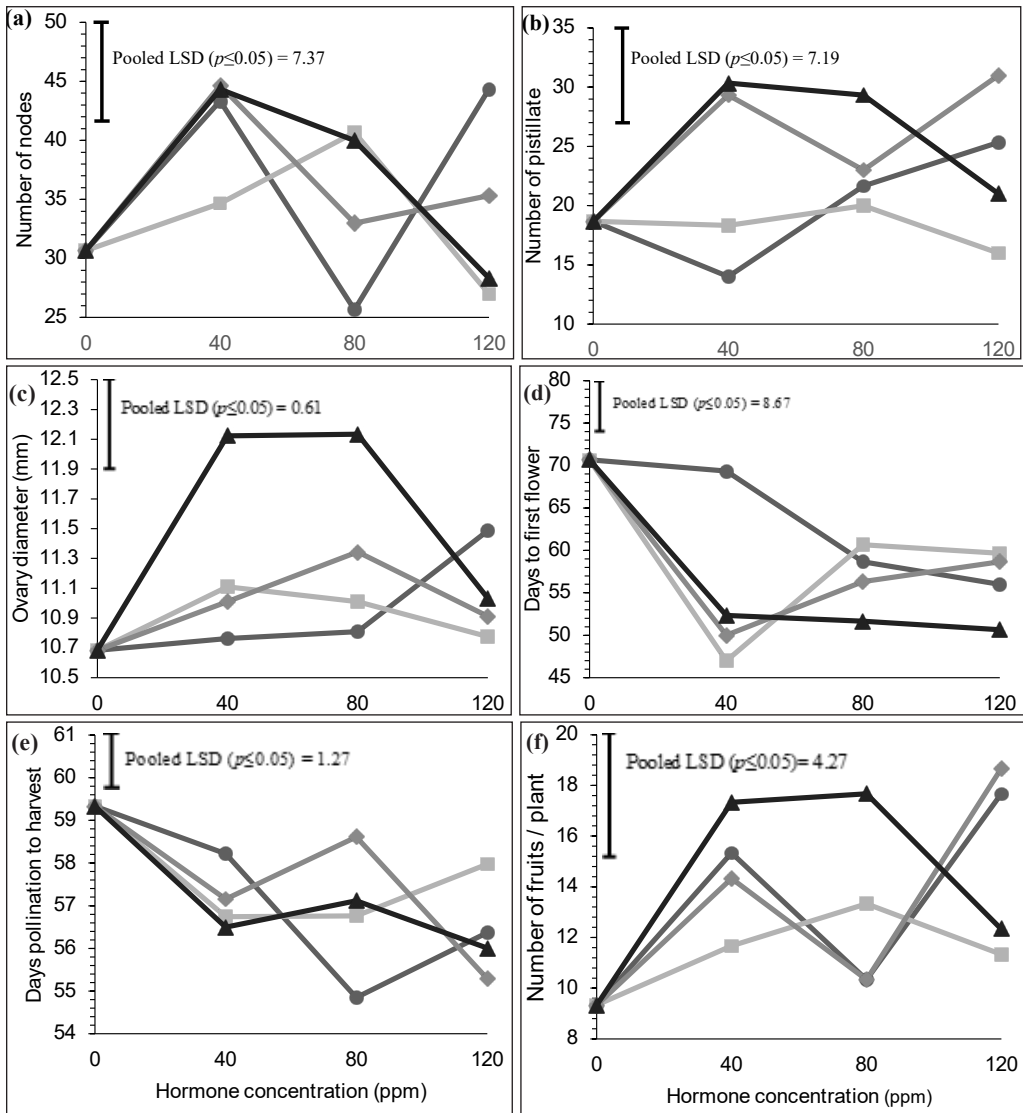 (a)
Pooled LSD (p≤0.05) = 7.37
Number of nodes
50
45
40
35
30
25
0 40 80 120
(b)
Pooled LSD (p≤0.05) = 7.19
Number of pistillate
35
30
25
20
15
10
0 40 80 120
(c)
Pooled LSD (p≤0.05) = 0.61
Ovary diameter (mm)
12.5
12.3
12.1
11.9
11.7
11.5
11.3
11.1
10.9
10.7
10.5
0 40 80 120
(d)
Pooled LSD (p≤0.05) = 8.67
Days to first flower
80
75
70
65
60
55
50
45
0 40 80 120
(e)
Pooled LSD (p≤0.05) = 1.27
Days pollination to harvest
61
60
59
58
57
56
55
54
0 40 80 120
Hormone concentration (ppm)
(f)
Pooled LSD (p≤0.05)= 4.27
Number of fruits / plant
20
18
16
14
12
10
8
0 40 80 120
Hormone concentration (ppm)